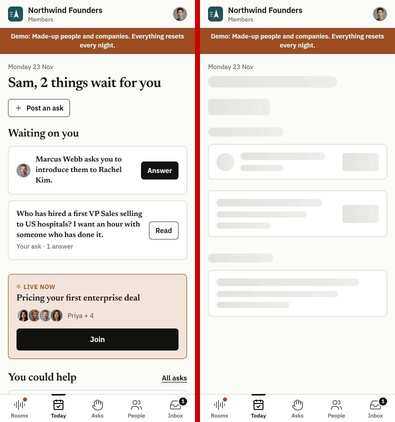 Northwind Founders
Members
Demo: Made-up people and companies. Everything resets
every night.
Monday 23 Nov
Sam, 2 things wait for you
+ Post an ask
Waiting on you
Marcus Webb asks you to
introduce them to Rachel
Kim.
Answer
Who has hired a first VP Sales selling
to US hospitals? I want an hour with
someone who has done it.
Your ask · 1 answer
Read
LIVE NOW
Pricing your first enterprise deal
Priya + 4
Join
You could help
All asks
Rooms
Today
Asks
People
Inbox
1
Northwind Founders
Members
Demo: Made-up people and companies. Everything resets
every night.
Monday 23 Nov
Rooms
Today
Asks
People
Inbox
1